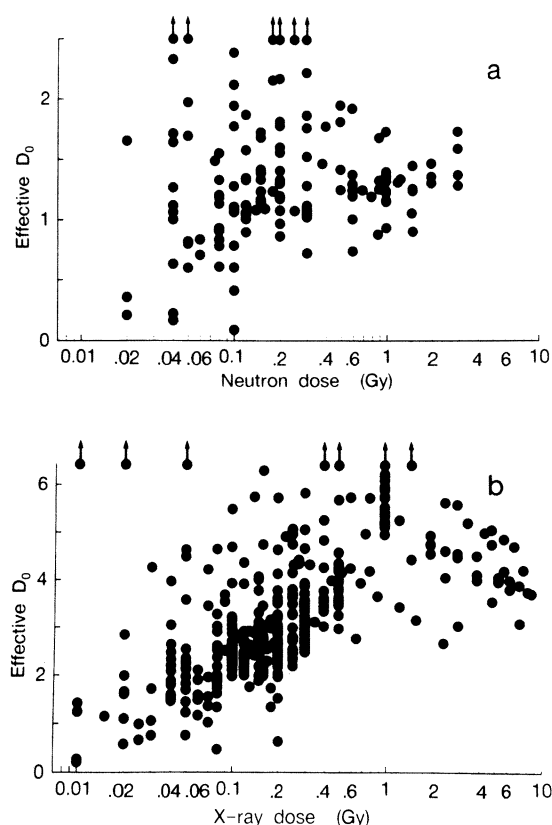 a
2
1
0
Effective D₀
0.01 .02 .04 .06 0.1 .2 .4 .6 1 2 4 6 10
Neutron dose (Gy)
b
6
4
2
0
Effective D₀
0.01 .02 .04 .06 0.1 .2 .4 .6 1 2 4 6 10
X-ray dose (Gy)